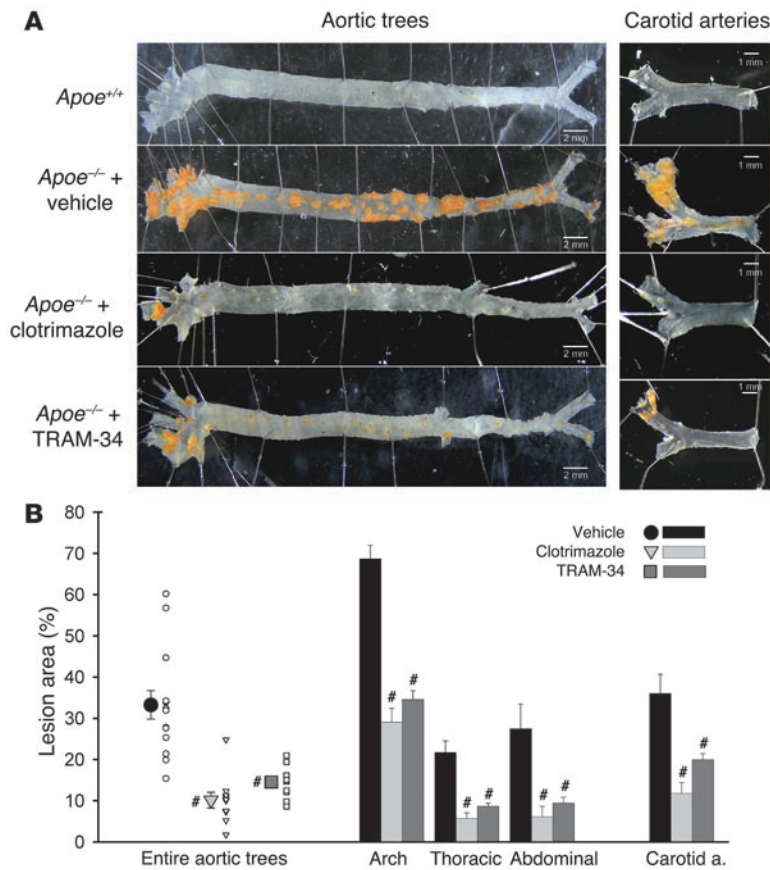 A
Aortic trees
Carotid arteries
Apoe+/+
2 mm
1 mm
Apoe–/– +
vehicle
2 mm
1 mm
Apoe–/– +
clotrimazole
2 mm
1 mm
Apoe–/– +
TRAM-34
2 mm
1 mm
B
80
70
60
50
40
30
20
10
0
Lesion area (%)
Vehicle
Clotrimazole
TRAM-34
#
#
#
#
#
#
#
#
#
#
Entire aortic trees
Arch
Thoracic
Abdominal
Carotid a.